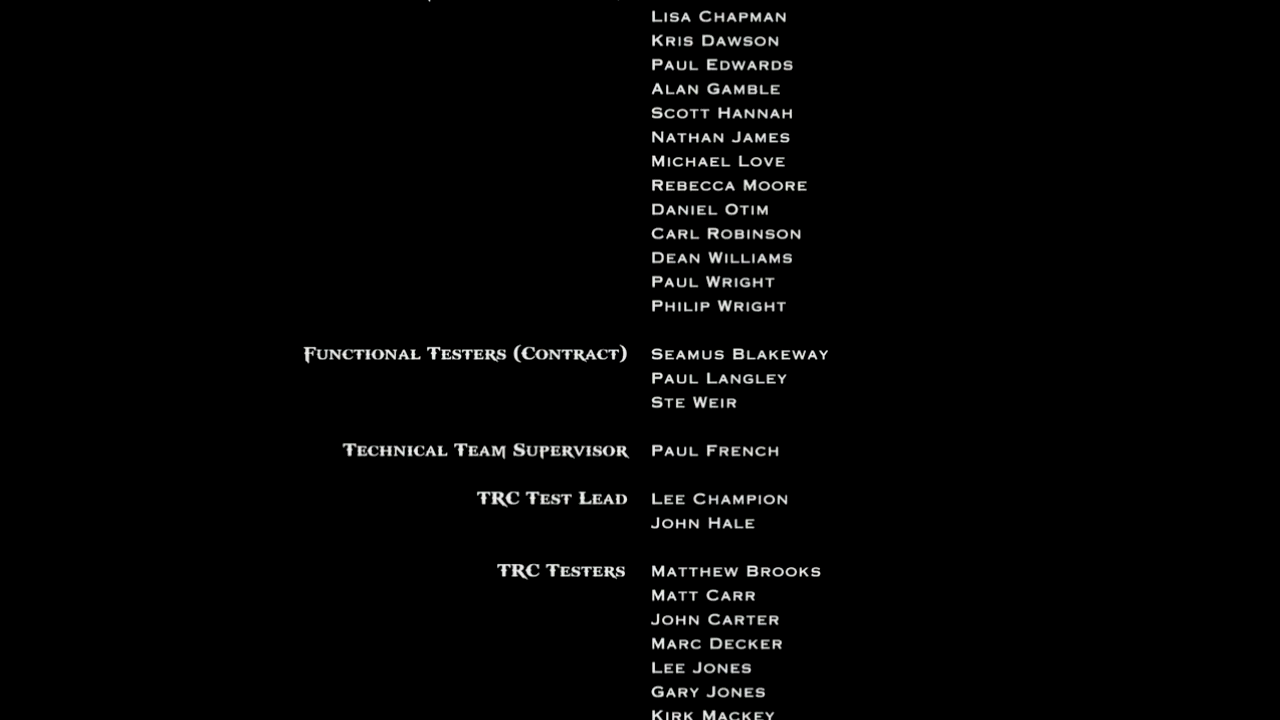 Lisa Chapman
Kris Dawson
Paul Edwards
Alan Gamble
Scott Hannah
Nathan James
Michael Love
Rebecca Moore
Daniel Otim
Carl Robinson
Dean Williams
Paul Wright
Philip Wright
Functional Testers (Contract) Seamus Blakeway
Paul Langley
Ste Weir
Technical Team Supervisor Paul French
TRC Test Lead Lee Champion
John Hale
TRC Testers Matthew Brooks
Matt Carr
John Carter
Marc Decker
Lee Jones
Gary Jones
Kirk Mackey